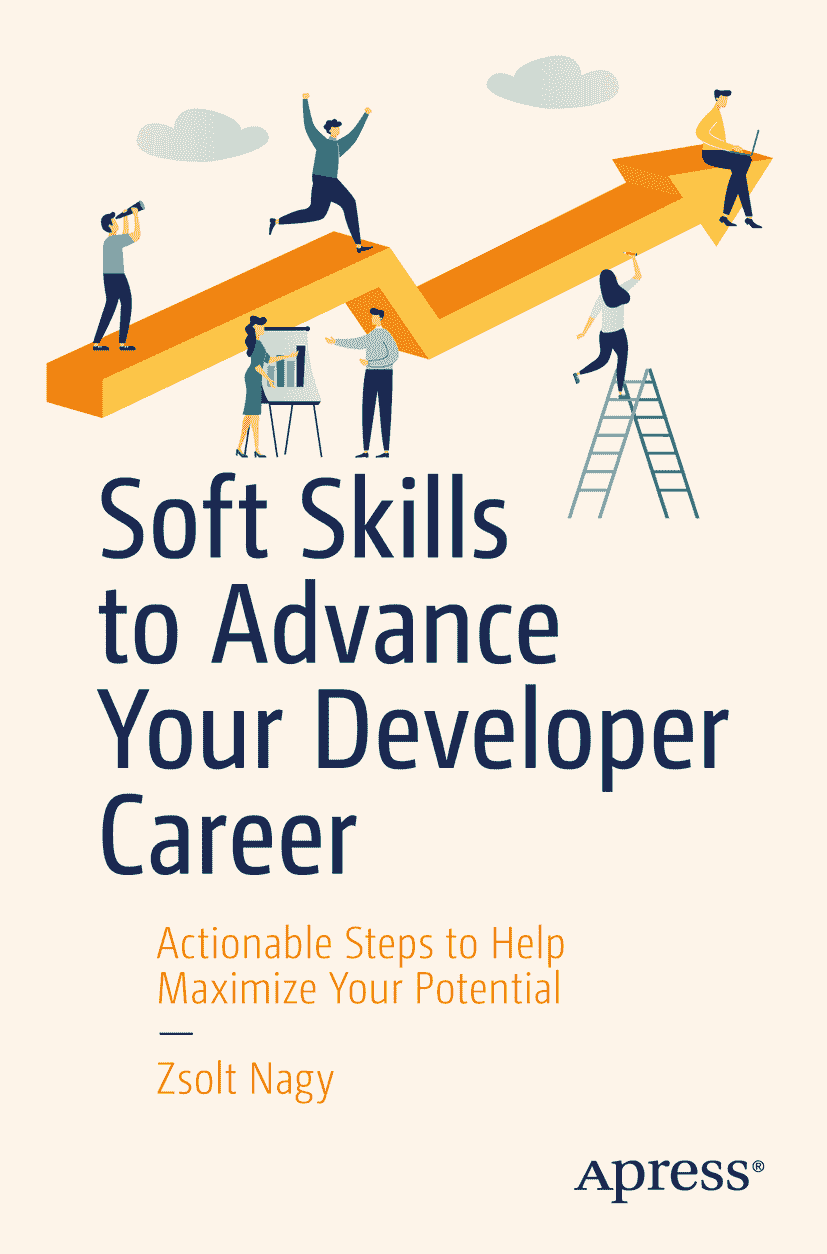 Soft Skills
to Advance
Your Developer
Career
Actionable Steps to Help
Maximize Your Potential
Zsolt Nagy
Apress®